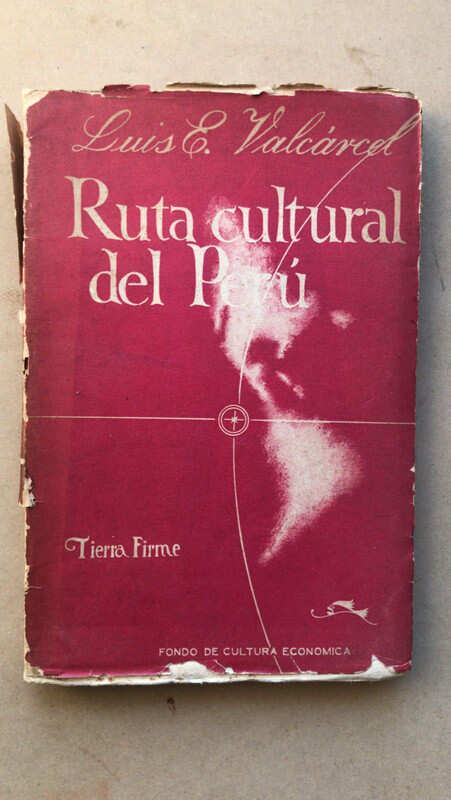 Luis E. Valcárcel
Ruta cultural
del Perú
Tierra Firme
FONDO DE CULTURA ECONOMICA